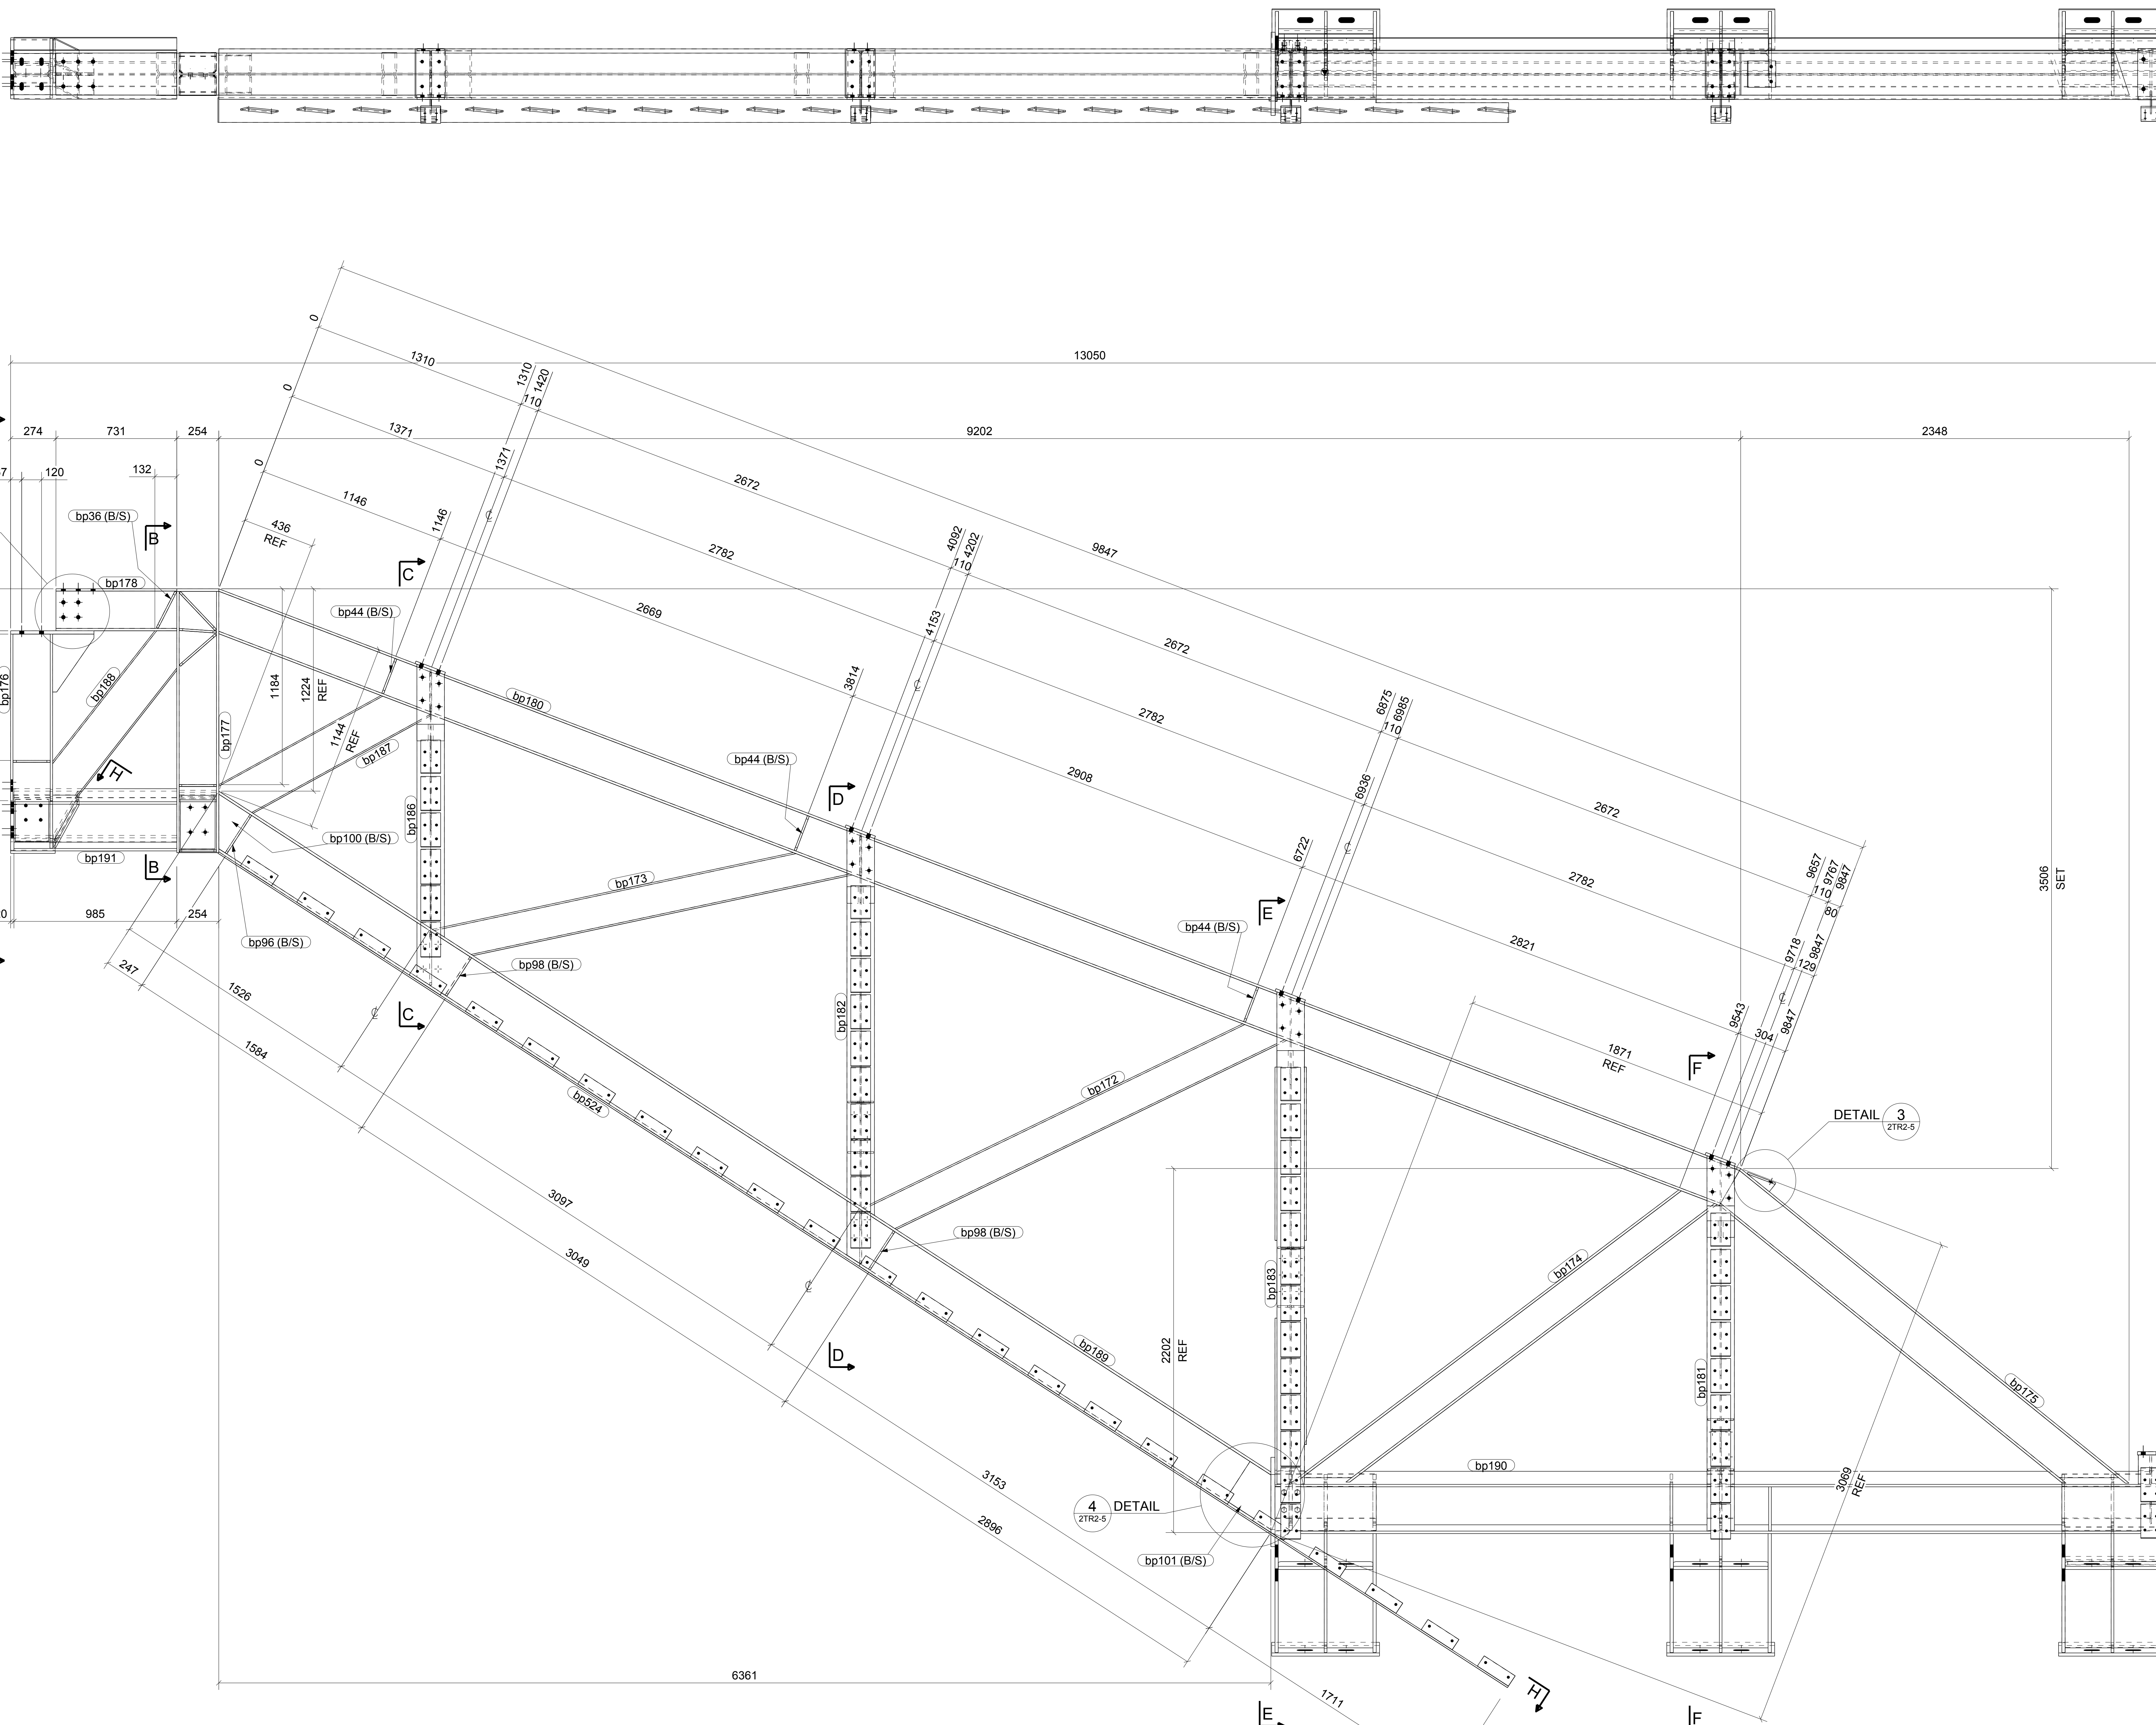 13050
274
731
254
9202
2348
120
132
bp36 (B/S)
B
bp178
bp176
bp188
bp177
H
B
bp191
985
254
0
0
0
436
REF
1310
1310
1420
110
1371
1371
1146
1146
℄
C
bp44 (B/S)
1184
1224
REF
1144
REF
bp187
bp180
bp186
bp100 (B/S)
bp96 (B/S)
2672
4092
4202
110
2782
4153
℄
2669
3814
9847
bp44 (B/S)
D
bp173
bp98 (B/S)
C
bp182
2672
6875
6985
110
2782
6936
℄
2908
6722
bp44 (B/S)
E
bp172
2672
9657
9767
9847
110
80
2782
9718
9847
129
℄
2821
9543
9847
304
1871
REF
F
3506
SET
DETAIL 3
2TR2-5
247
1526
℄
1584
bp524
3097
3049
℄
bp98 (B/S)
D
bp189
bp183
2202
REF
bp174
bp181
bp175
bp190
3069
REF
3153
2896
4 DETAIL
2TR2-5
bp101 (B/S)
6361
1711
H
E
F